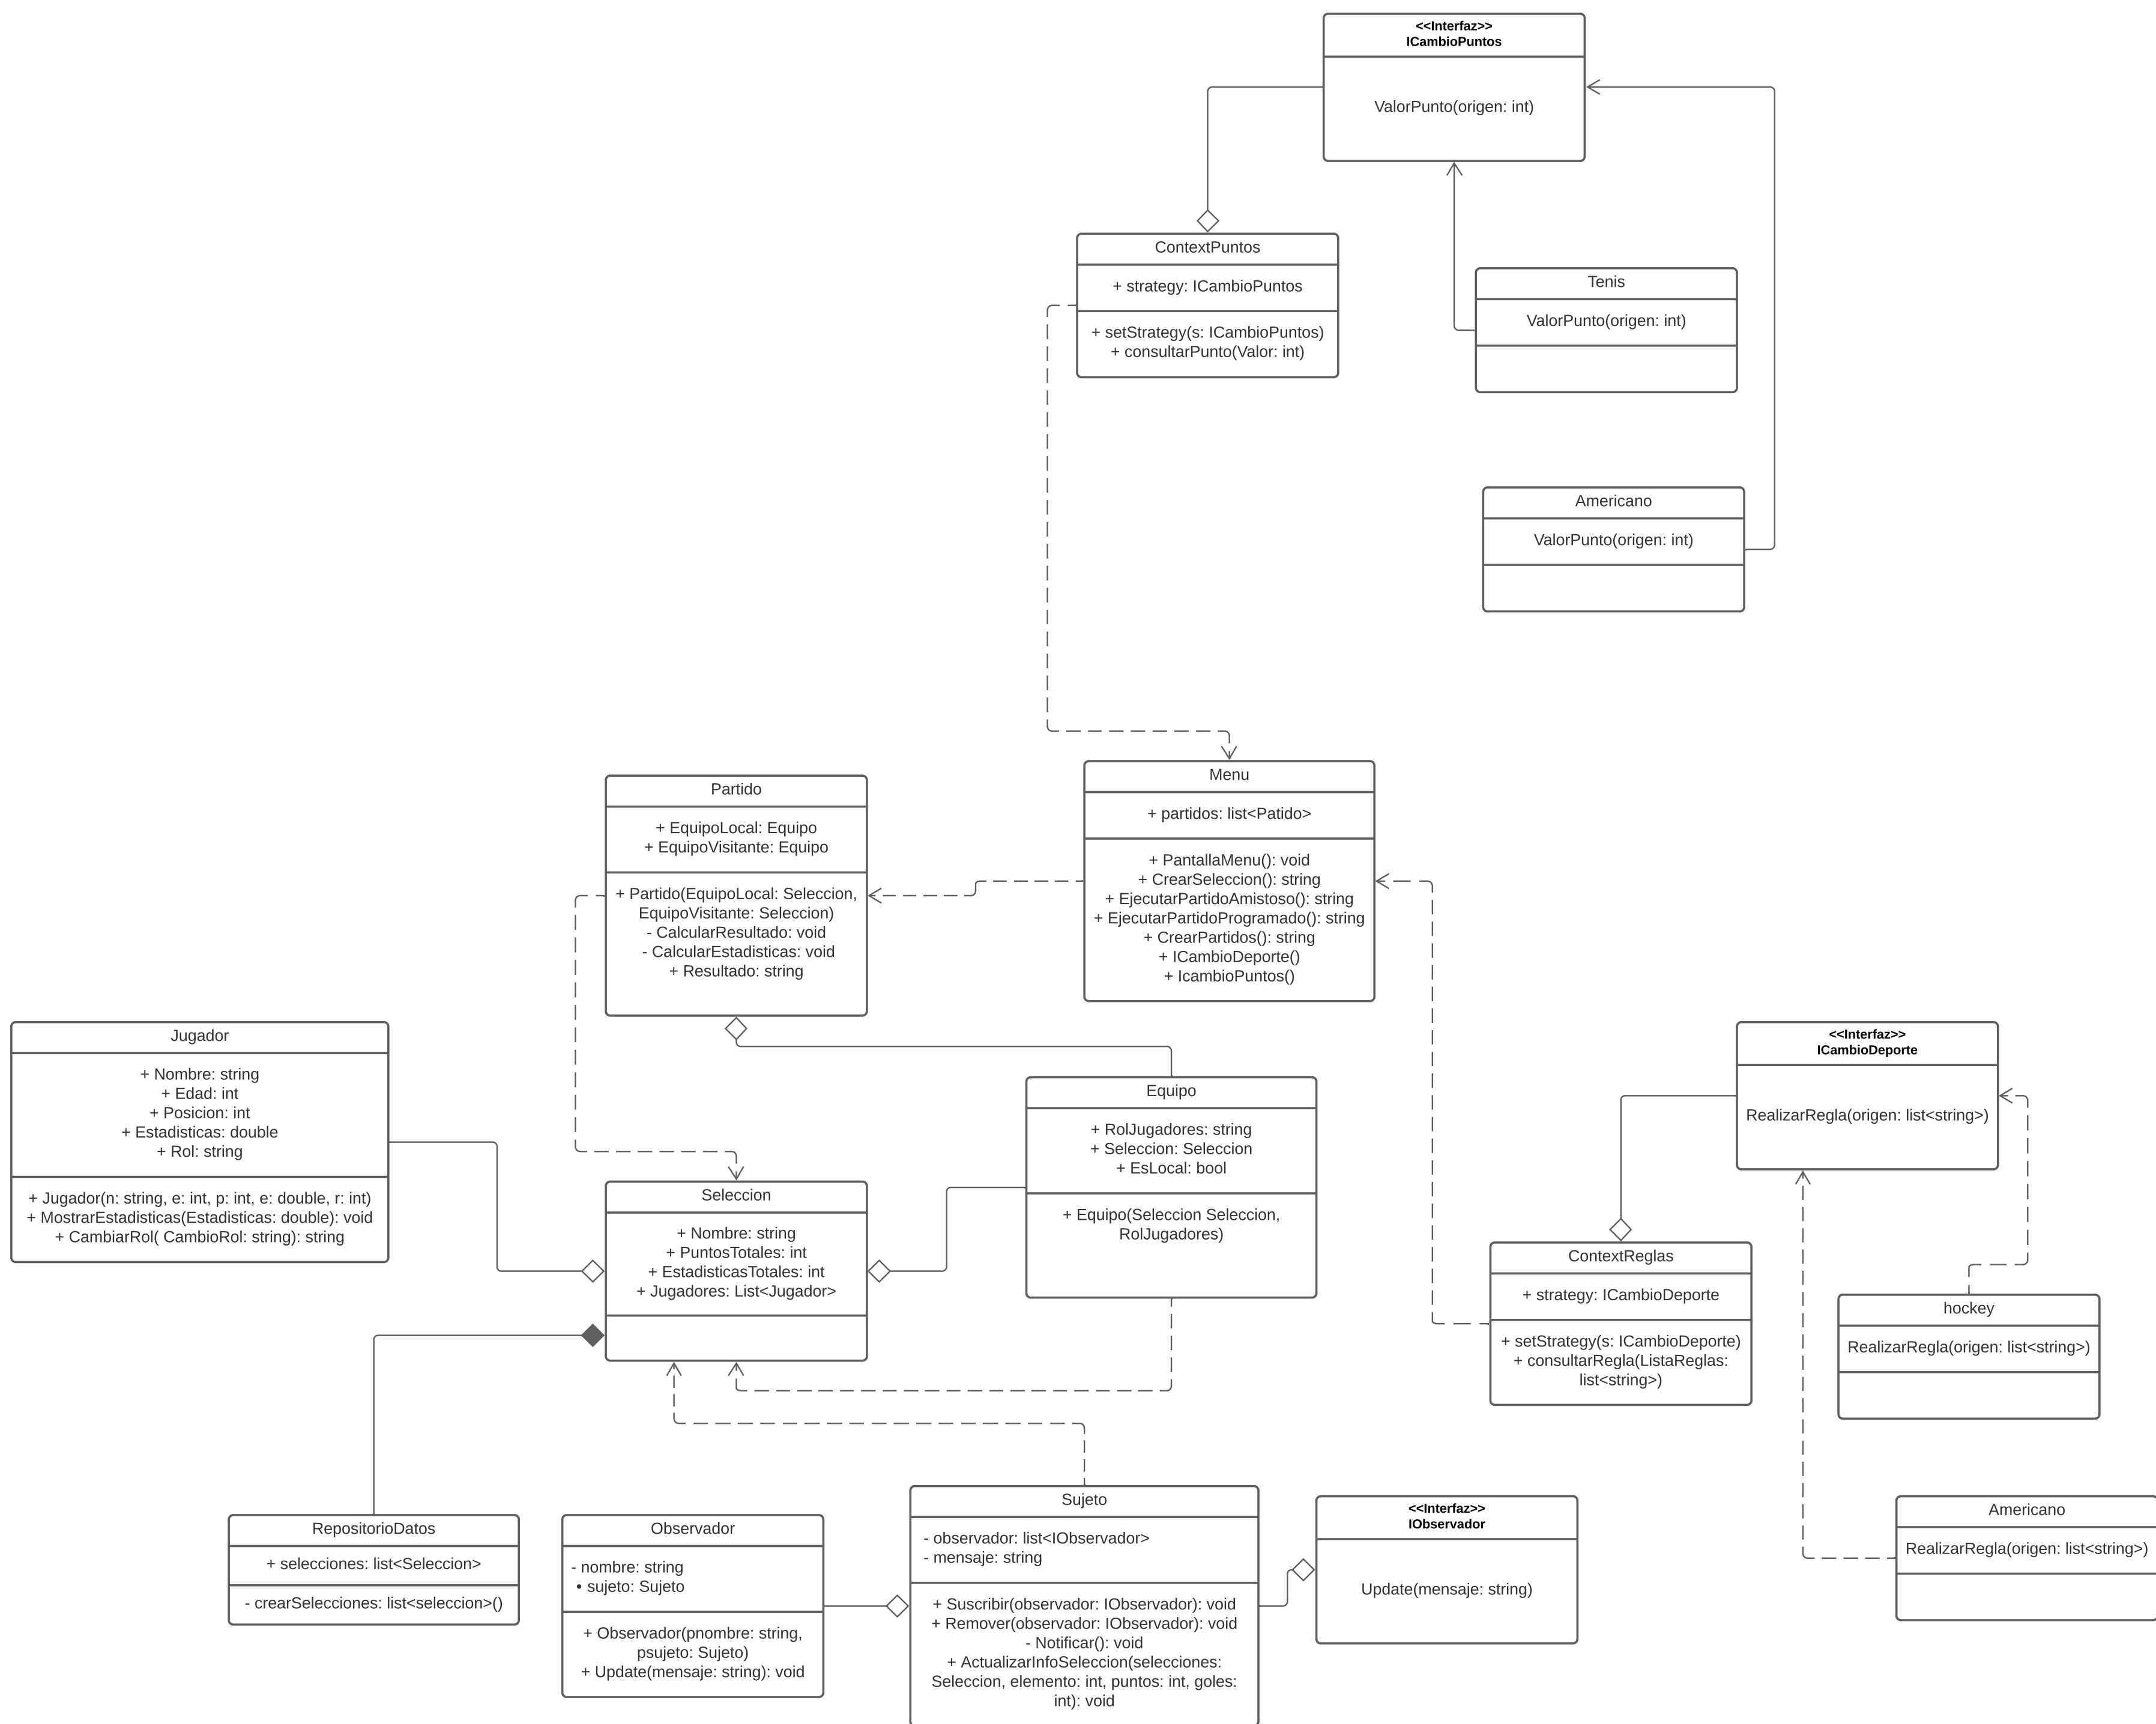 <<Interfaz>>
ICambioPuntos
ValorPunto(origen: int)
ContextPuntos
+ strategy: ICambioPuntos
+ setStrategy(s: ICambioPuntos)
+ consultarPunto(Valor: int)
Tenis
ValorPunto(origen: int)
Americano
ValorPunto(origen: int)
Partido
+ EquipoLocal: Equipo
+ EquipoVisitante: Equipo
+ Partido(EquipoLocal: Seleccion,
EquipoVisitante: Seleccion)
- CalcularResultado: void
- CalcularEstadisticas: void
+ Resultado: string
Menu
+ partidos: list<Patido>
+ PantallaMenu(): void
+ CrearSeleccion(): string
+ EjecutarPartidoAmistoso(): string
+ EjecutarPartidoProgramado(): string
+ CrearPartidos(): string
+ ICambioDeporte()
+ IcambioPuntos()
Jugador
+ Nombre: string
+ Edad: int
+ Posicion: int
+ Estadisticas: double
+ Rol: string
+ Jugador(n: string, e: int, p: int, e: double, r: int)
+ MostrarEstadisticas(Estadisticas: double): void
+ CambiarRol( CambioRol: string): string
Equipo
+ RolJugadores: string
+ Seleccion: Seleccion
+ EsLocal: bool
+ Equipo(Seleccion Seleccion,
RolJugadores)
<<Interfaz>>
ICambioDeporte
RealizarRegla(origen: list<string>)
Seleccion
+ Nombre: string
+ PuntosTotales: int
+ EstadisticasTotales: int
+ Jugadores: List<Jugador>
ContextReglas
+ strategy: ICambioDeporte
+ setStrategy(s: ICambioDeporte)
+ consultarRegla(ListaReglas:
list<string>)
hockey
RealizarRegla(origen: list<string>)
RepositorioDatos
+ selecciones: list<Seleccion>
- crearSelecciones: list<seleccion>()
Observador
- nombre: string
• sujeto: Sujeto
+ Observador(pnombre: string,
psujeto: Sujeto)
+ Update(mensaje: string): void
Sujeto
- observador: list<IObservador>
- mensaje: string
+ Suscribir(observador: IObservador): void
+ Remover(observador: IObservador): void
- Notificar(): void
+ ActualizarInfoSeleccion(selecciones:
Seleccion, elemento: int, puntos: int, goles:
int): void
<<Interfaz>>
IObservador
Update(mensaje: string)
Americano
RealizarRegla(origen: list<string>)